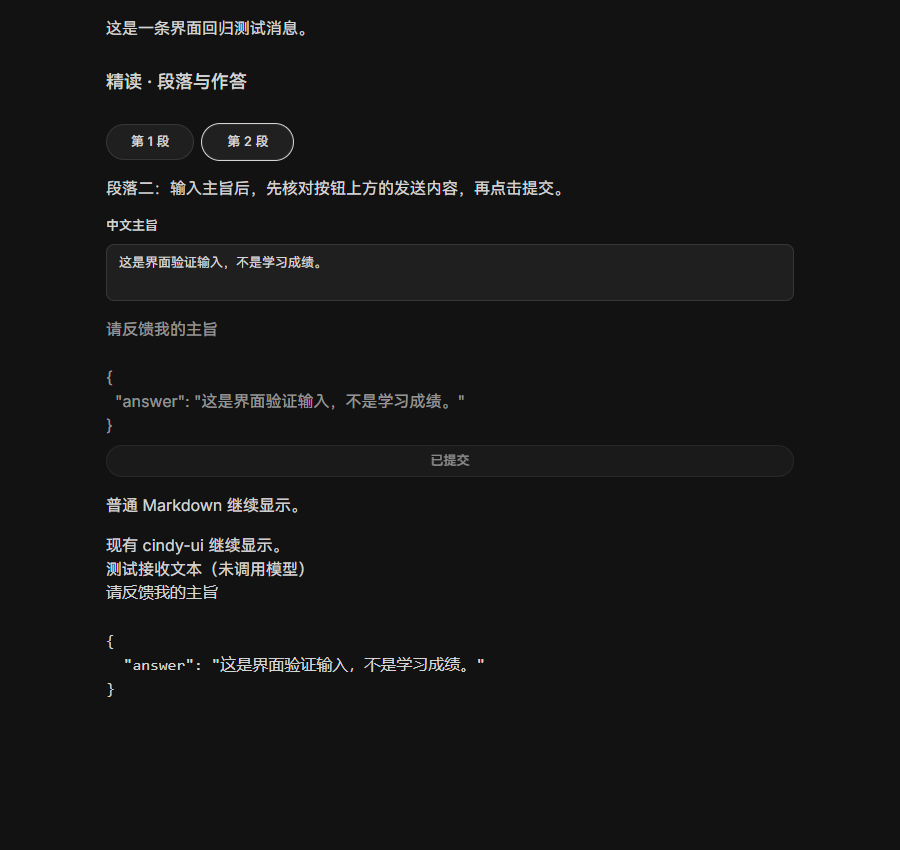 这是一条界面回归测试消息。
精读 · 段落与作答
第 1 段
第 2 段
段落二：输入主旨后，先核对按钮上方的发送内容，再点击提交。
中文主旨
这是界面验证输入，不是学习成绩。
请反馈我的主旨
{
  "answer": "这是界面验证输入，不是学习成绩。"
}
已提交
普通 Markdown 继续显示。
现有 cindy-ui 继续显示。
测试接收文本（未调用模型）
请反馈我的主旨
{
  "answer": "这是界面验证输入，不是学习成绩。"
}